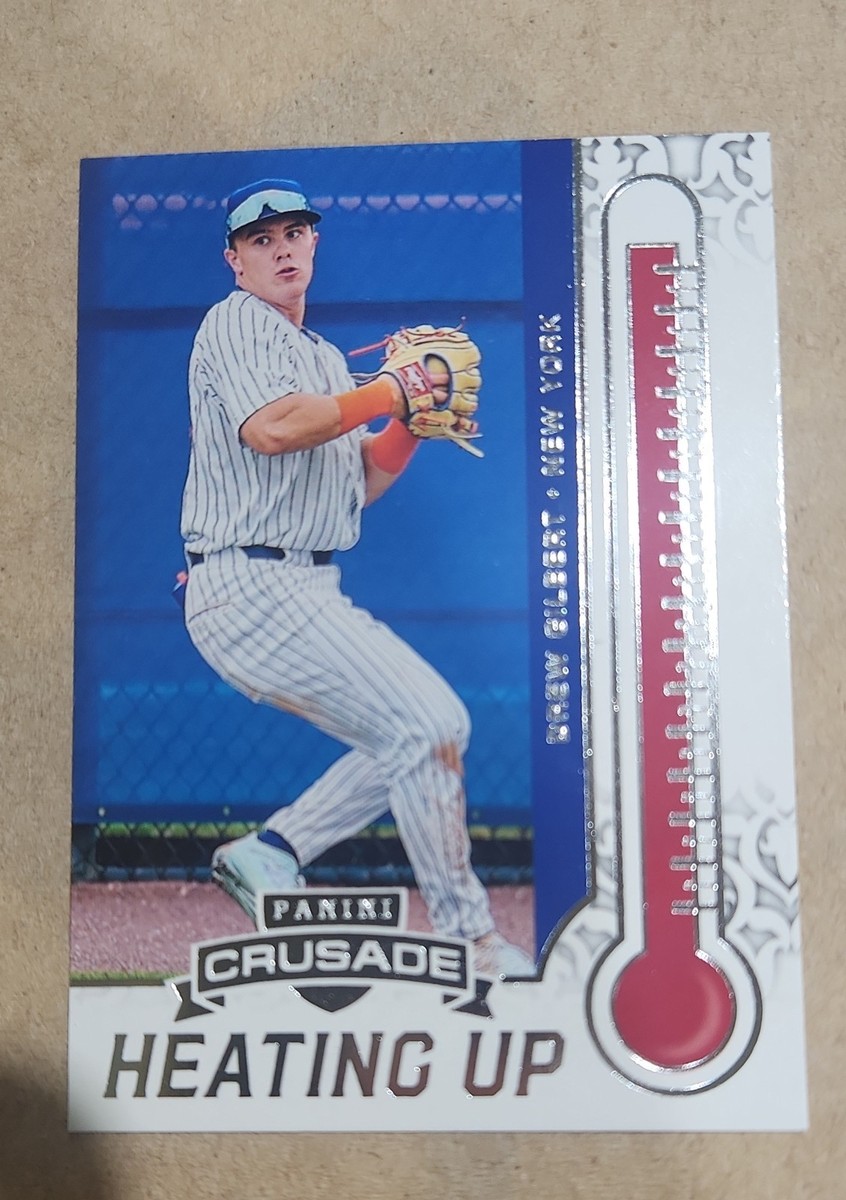 DREW GILBERT • NEW YORK
PANINI
CRUSADE
HEATING UP